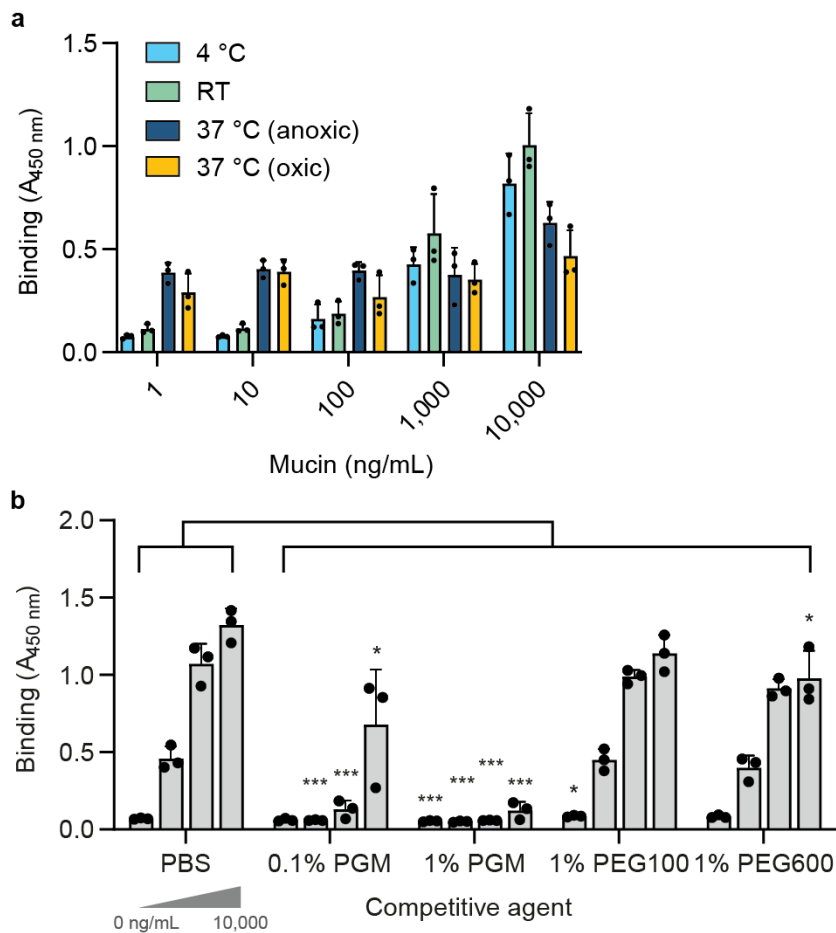 a
1.5
1.0
0.5
0.0
Binding (A450 nm)
4 °C
RT
37 °C (anoxic)
37 °C (oxic)
1
10
100
1,000
10,000
Mucin (ng/mL)
b
2.0
1.5
1.0
0.5
0.0
Binding (A450 nm)
*** *** *
*** *** *** ***
*
*
PBS 0.1% PGM 1% PGM 1% PEG100 1% PEG600
0 ng/mL 10,000
Competitive agent